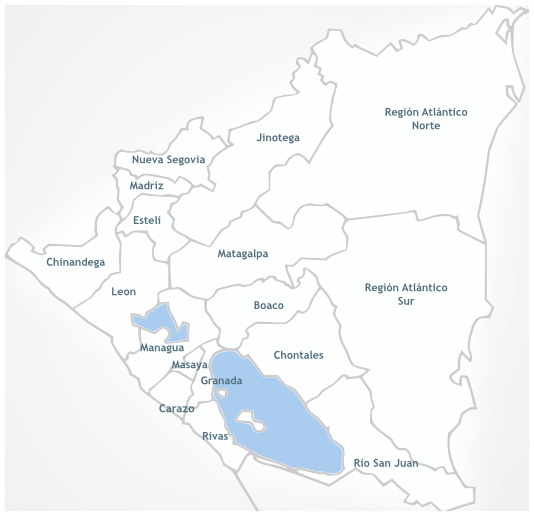 Región Atlántico
Norte
Jinotega
Nueva Segovia
Madriz
Estelí
Matagalpa
Chinandega
Leon
Región Atlántico
Sur
Boaco
Managua
Chontales
Masaya
Granada
Carazo
Rivas
Rio San Juan